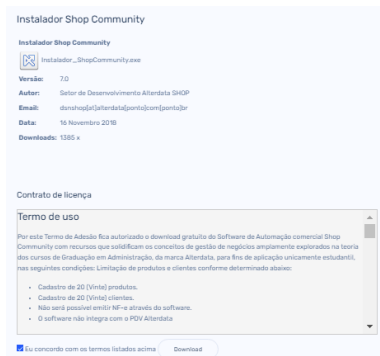 Instalador Shop Community
Instalador Shop Community
Instalador_ShopCommunity.exe
Versão: 7.0
Autor: Setor de Desenvolvimento Alterdata SHOP
Email: dsnshop[at]alterdata[ponto]com[ponto]br
Data: 16 Novembro 2018
Downloads: 1385 x
Contrato de licença
Termo de uso
Por este Termo de Adesão fica autorizado o download gratuito do Software de Automação comercial Shop
Community com recursos que solidificam os conceitos de gestão de negócios amplamente explorados na teoria
dos cursos de Graduação em Administração, da marca Alterdata, para fins de aplicação unicamente estudantil,
nas seguintes condições: Limitação de produtos e clientes conforme determinado abaixo:
• Cadastro de 20 (Vinte) produtos.
• Cadastro de 20 (Vinte) clientes.
• Não será possível emitir NF-e através do software.
• O software não integra com o PDV Alterdata
Eu concordo com os termos listados acima Download